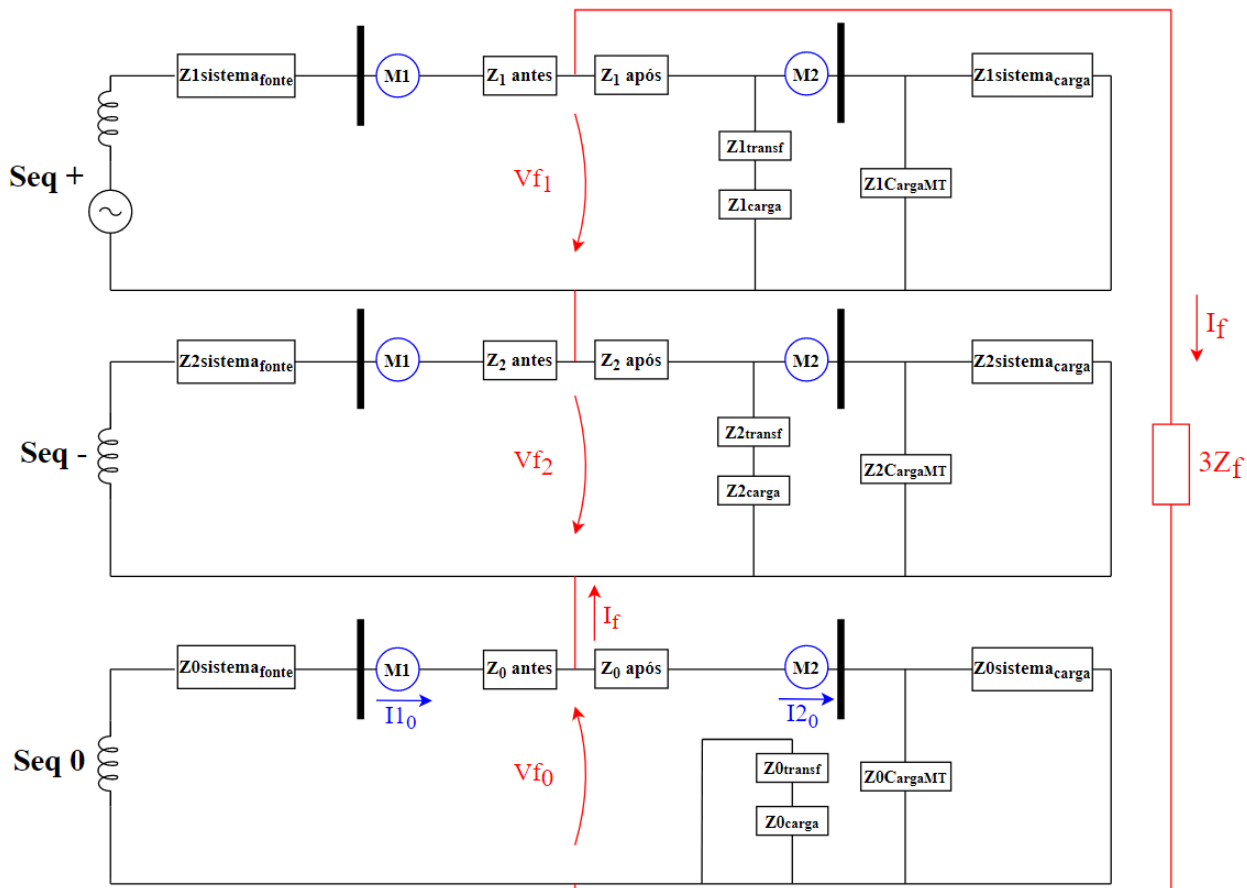 Z1sistemafonte
M1
Z1 antes
Z1 após
M2
Z1sistemacarga
Seq +
Vf1
Z1transf
Z1carga
Z1CargaMT
If
Z2sistemafonte
M1
Z2 antes
Z2 após
M2
Z2sistemacarga
Seq -
Vf2
Z2transf
Z2carga
Z2CargaMT
3Zf
If
Z0sistemafonte
M1
Z0 antes
Z0 após
M2
Z0sistemacarga
I10
I20
Seq 0
Vf0
Z0transf
Z0carga
Z0CargaMT